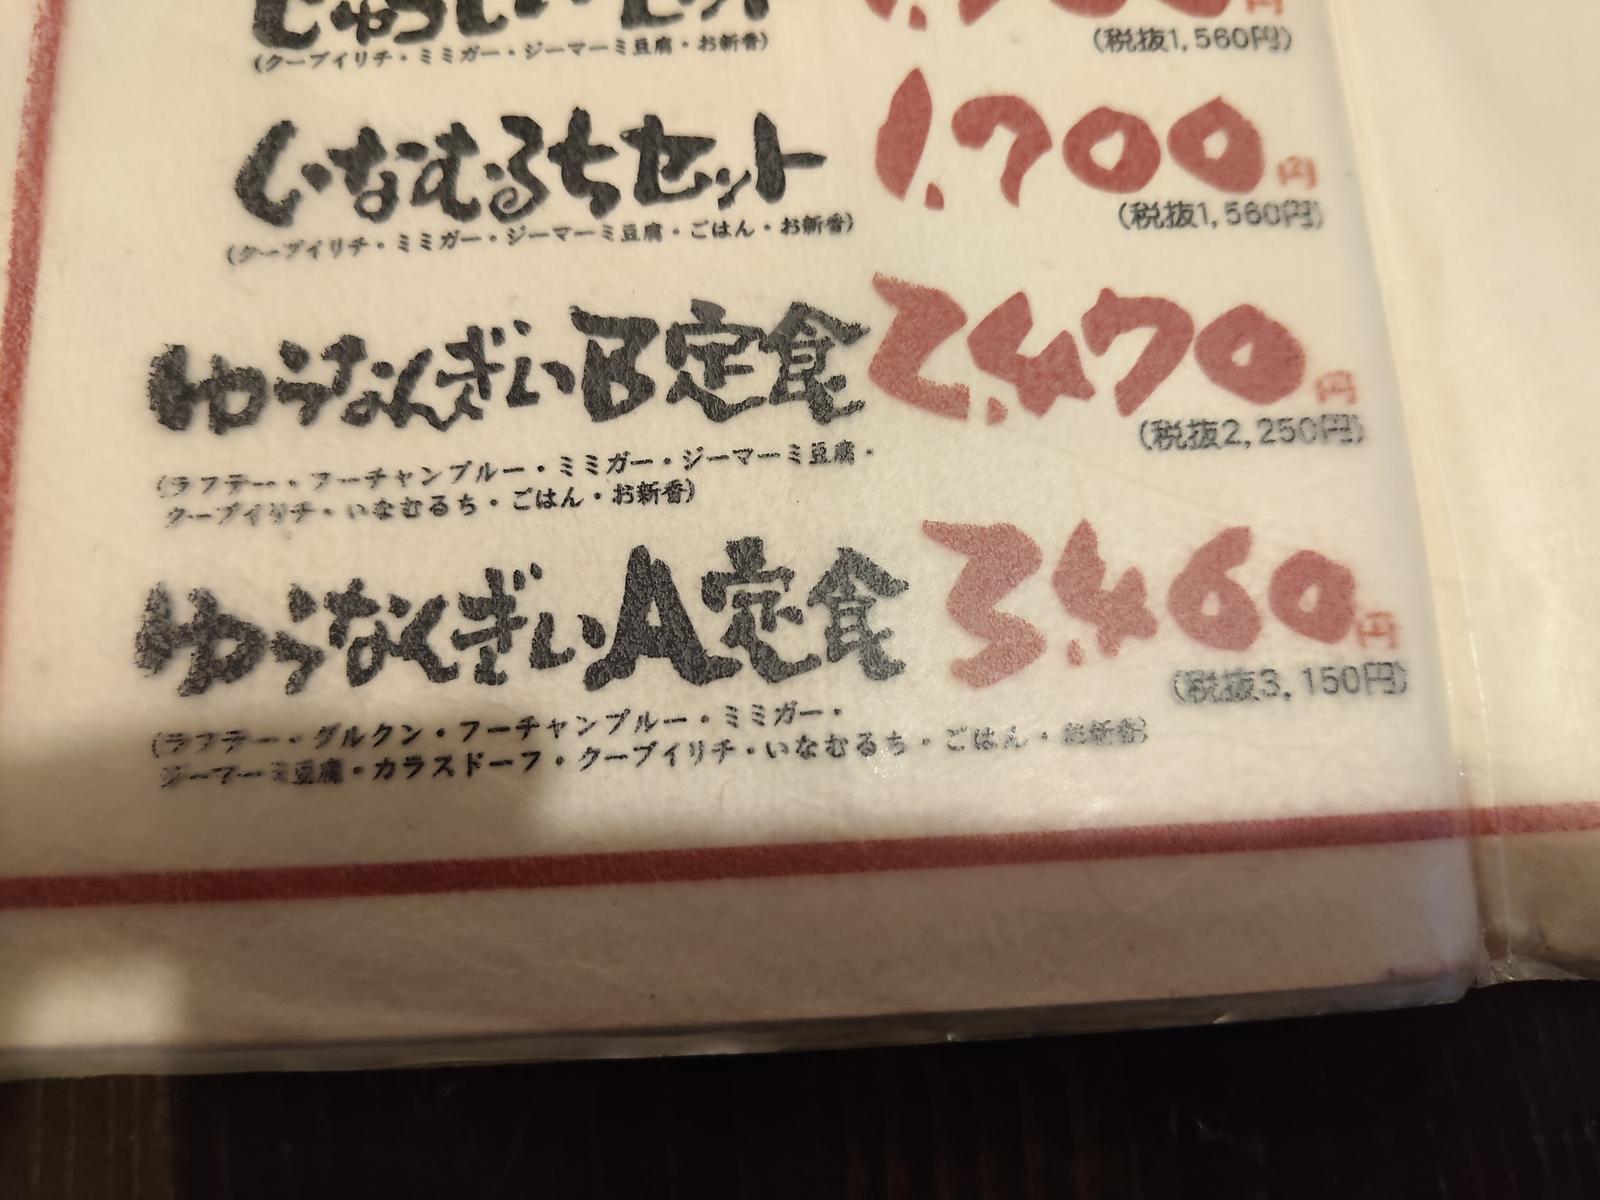 じゅうしぃセット
(クーブイリチ・ミミガー・ジーマーミ豆腐・お新香)
(税抜1,560円)
いなむるちセット 1,700円
(税抜1,560円)
(クーブイリチ・ミミガー・ジーマーミ豆腐・ごはん・お新香)
ゆうなんぎいB定食 2,470円
(税抜2,250円)
(ラフテー・フーチャンプルー・ミミガー・ジーマーミ豆腐・
クーブイリチ・いなむるち・ごはん・お新香)
ゆうなんぎいA定食 3,460円
(税抜3,150円)
(ラフテー・グルクン・フーチャンプルー・ミミガー・
ジーマーミ豆腐・カラスドーフ・クーブイリチ・いなむるち・ごはん・お新香)